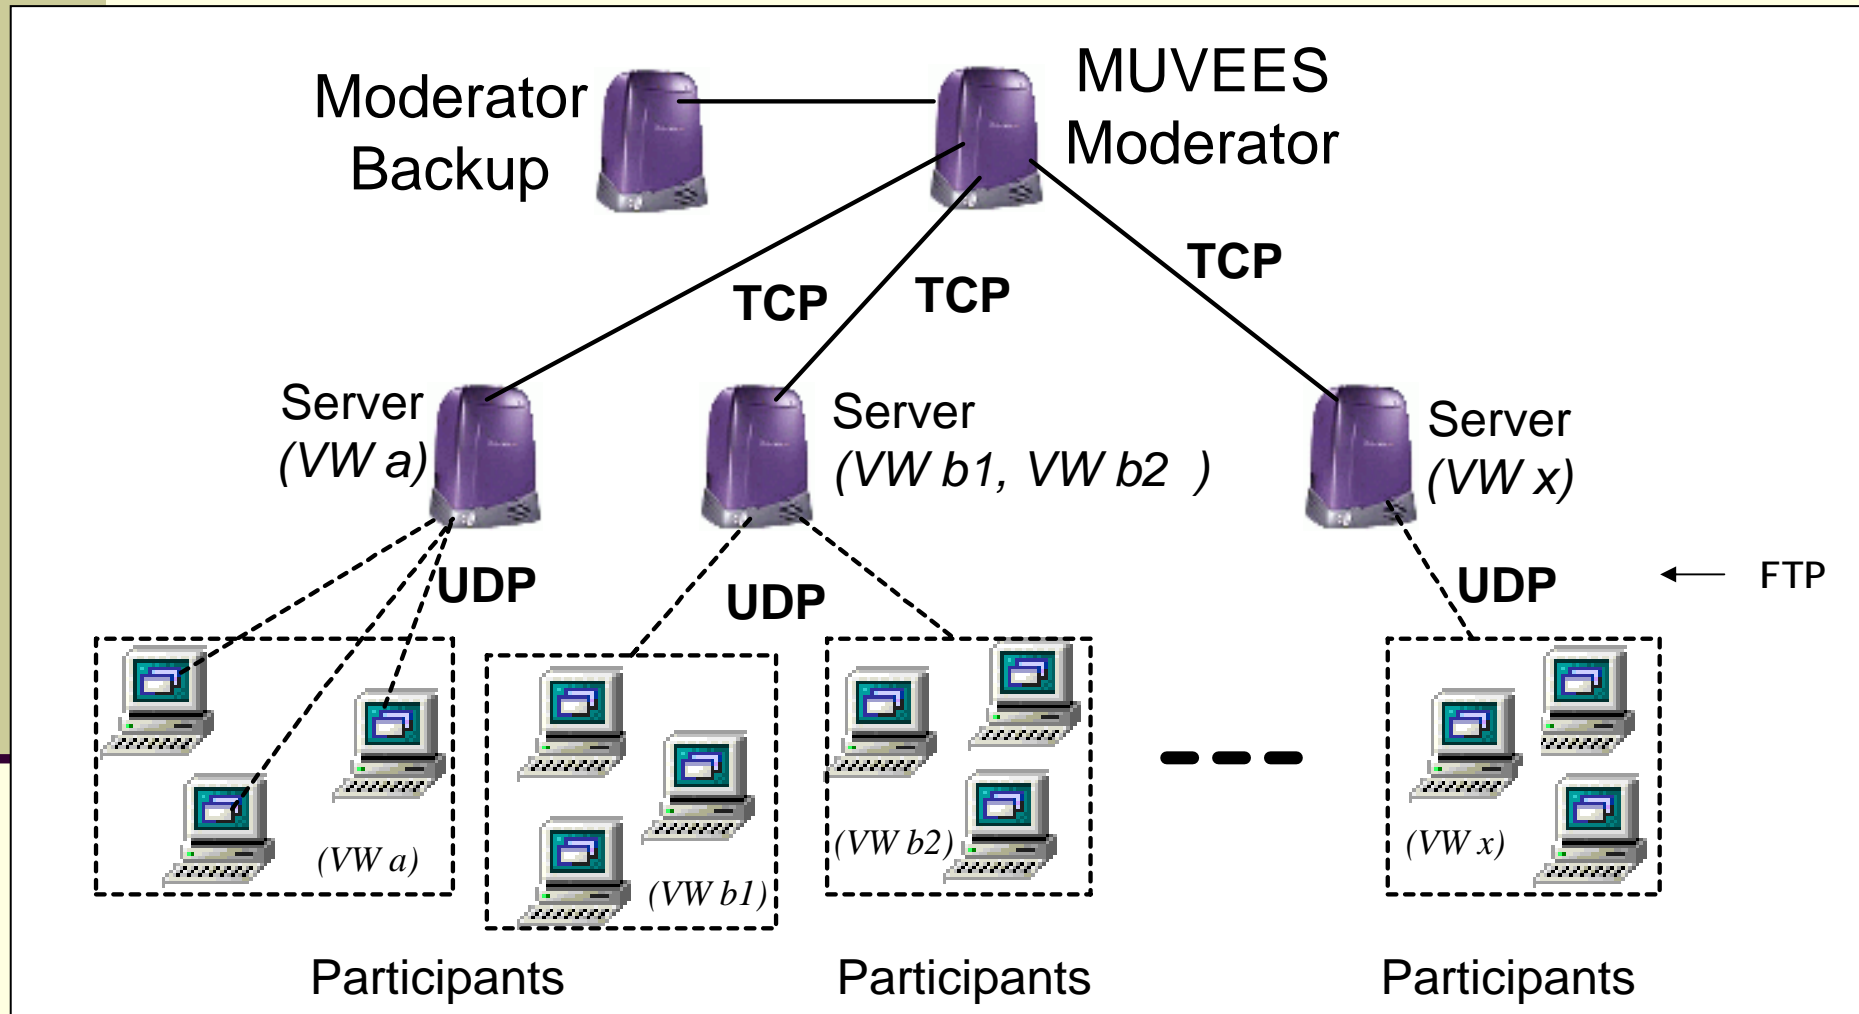 Moderator
Backup
MUVEES
Moderator
TCP
TCP
TCP
Server
(VW a)
Server
(VW b1, VW b2 )
Server
(VW x)
UDP
UDP
UDP
FTP
(VW a)
(VW b1)
(VW b2)
(VW x)
Participants
Participants
Participants